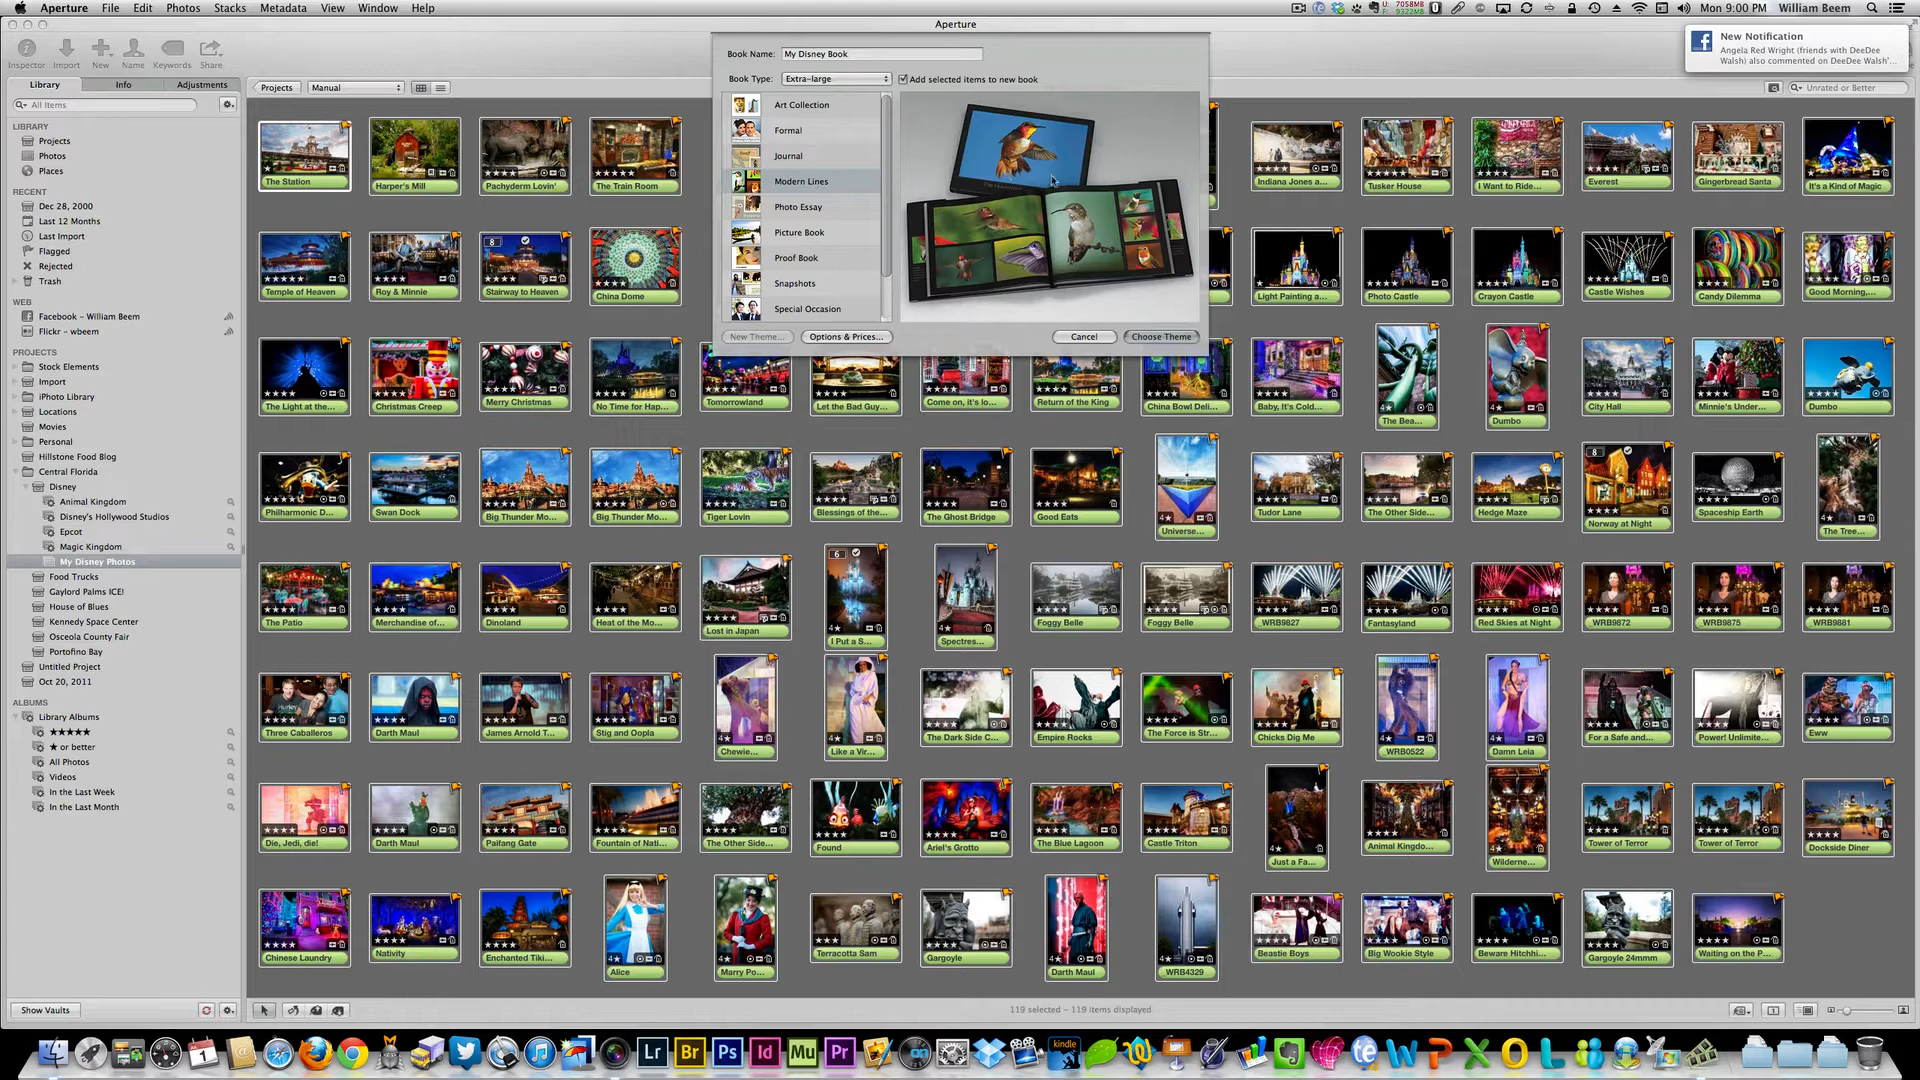 Aperture File Edit Photos Stacks Metadata View Window Help
U: 7058MB
F: 9322MB
Mon 9:00 PM William Beem
Aperture
Inspector Import New Name Keywords Share
Library Info Adjustments
All Items
LIBRARY
Projects
Photos
Places
RECENT
Dec 28, 2000
Last 12 Months
Last Import
Flagged
Rejected
Trash
WEB
Facebook - William Beem
Flickr - wbeem
PROJECTS
Stock Elements
Import
iPhoto Library
Locations
Movies
Personal
Hillstone Food Blog
Central Florida
Disney
Animal Kingdom
Disney's Hollywood Studios
Epcot
Magic Kingdom
My Disney Photos
Food Trucks
Gaylord Palms ICE!
House of Blues
Kennedy Space Center
Osceola County Fair
Portofino Bay
Untitled Project
Oct 20, 2011
ALBUMS
Library Albums
★★★★★
★ or better
All Photos
Videos
In the Last Week
In the Last Month
Show Vaults
Projects Manual
Unrated or Better
New Notification
Angela Red Wright (friends with DeeDee
Walsh) also commented on DeeDee Walsh'...
Book Name: My Disney Book
Book Type: Extra-large Add selected items to new book
Art Collection
Formal
Journal
Modern Lines
Photo Essay
Picture Book
Proof Book
Snapshots
Special Occasion
New Theme... Options & Prices... Cancel Choose Theme
The Station Harper's Mill Pachyderm Lovin' The Train Room Indiana Jones a... Tusker House I Want to Ride... Everest Gingerbread Santa It's a Kind of Magic
Temple of Heaven Roy & Minnie Stairway to Heaven China Dome Light Painting a... Photo Castle Crayon Castle Castle Wishes Candy Dilemma Good Morning,...
The Light at the... Christmas Creep Merry Christmas No Time for Hap... Tomorrowland Let the Bad Guy... Come on, it's lo... Return of the King China Bowl Deli... Baby, It's Cold... The Bea... Dumbo City Hall Minnie's Under... Dumbo
Philharmonic D... Swan Dock Big Thunder Mo... Big Thunder Mo... Tiger Lovin Blessings of the... The Ghost Bridge Good Eats Universe... Tudor Lane The Other Side... Hedge Maze Norway at Night Spaceship Earth The Tree...
The Patio Merchandise of... Dinoland Heat of the Mo... Lost in Japan I Put a S... Spectres... Foggy Belle Foggy Belle WRB9827 Fantasyland Red Skies at Night WRB9872 WRB9875 WRB9881
Three Caballeros Darth Maul James Arnold T... Stig and Oopla Chewie... Like a Vir... The Dark Side C... Empire Rocks The Force is Str... Chicks Dig Me WRB0522 Damn Leia For a Safe and... Power! Unlimite... Eww
Die, Jedi, die! Darth Maul Paifang Gate Fountain of Nati... The Other Side... Found Ariel's Grotto The Blue Lagoon Castle Triton Just a Fa... Animal Kingdo... Wilderne... Tower of Terror Tower of Terror Dockside Diner
Chinese Laundry Nativity Enchanted Tiki... Alice Marry Po... Terracotta Sam Gargoyle Darth Maul WRB4329 Beastie Boys Big Wookie Style Beware Hitchhi... Gargoyle 24mmm Waiting on the P...
119 selected - 119 items displayed
Lr Br Ps Id Mu Pr kindle te W P X O L